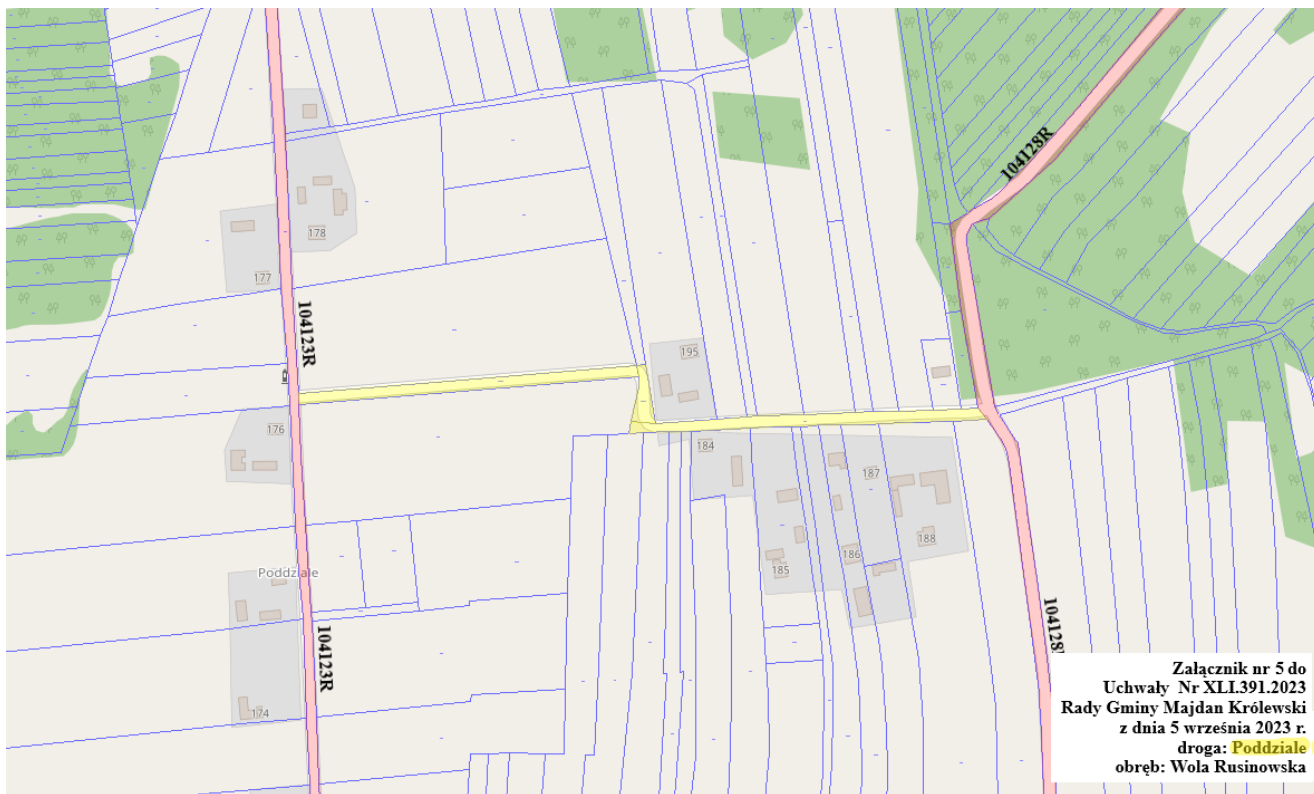 104128R
178
177
104123R
195
176
184
187
188
186
185
Poddziale
104123R
174
104128
Załącznik nr 5 do
Uchwały Nr XLI.391.2023
Rady Gminy Majdan Królewski
z dnia 5 września 2023 r.
droga: Poddziale
obręb: Wola Rusinowska